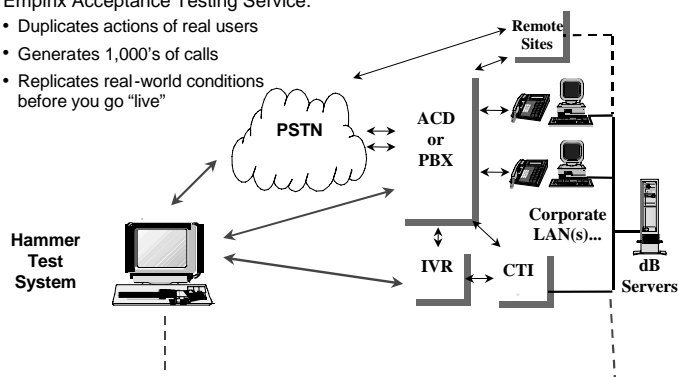 Empirix Acceptance Testing Service:
• Duplicates actions of real users
• Generates 1,000's of calls
• Replicates real-world conditions
before you go “live”
Remote
Sites
PSTN
ACD
or
PBX
Corporate
LAN(s)...
Hammer
Test
System
IVR
CTI
dB
Servers